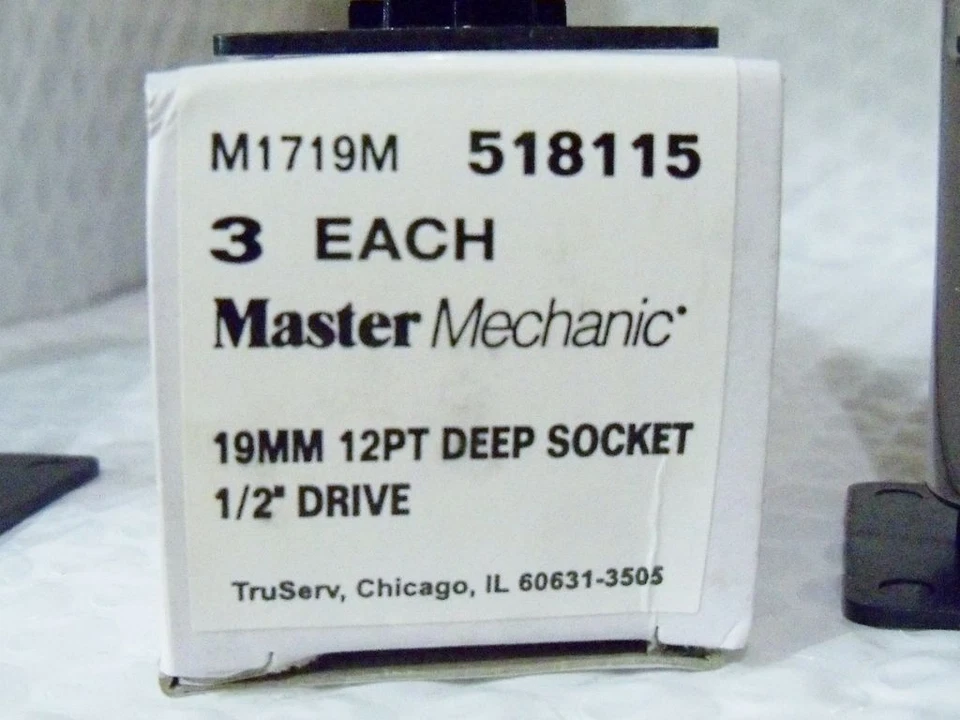 M1719M 518115
3 EACH
Master Mechanic
19MM 12PT DEEP SOCKET
1/2" DRIVE
TruServ, Chicago, IL 60631-3505